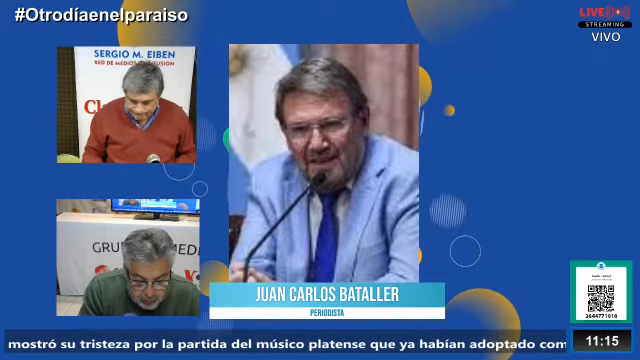 #Otrodíaenelparaiso
LIVE
STREAMING
VIVO
SERGIO M. EIBEN
RED DE MEDIOS
JUAN CARLOS BATALLER
PERIODISTA
2644771918
mostró su tristeza por la partida del músico platense que ya habían adoptado com
11:15